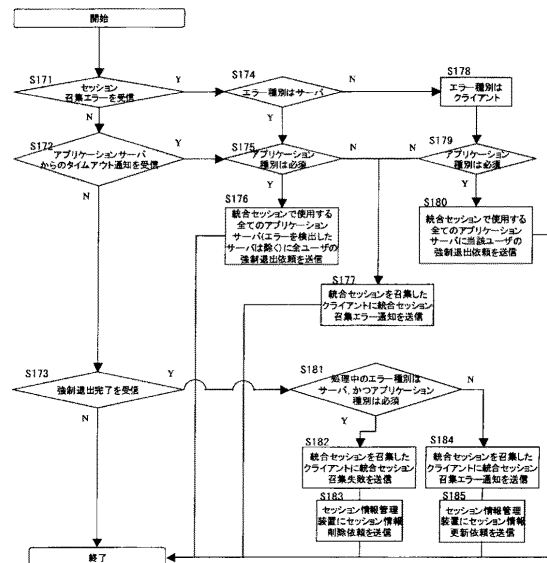 開始
S171
セッション
召集エラーを受信
Y
N
S174
エラー種別はサーバ
N
Y
S178
エラー種別は
クライアント
S172
アプリケーションサーバ
からのタイムアウト通知を受信
Y
N
S175
アプリケーション
種別は必須
N
Y
S179
アプリケーション
種別は必須
N
Y
S176
統合セッションで使用する
全てのアプリケーション
サーバ(エラーを検出した
サーバは除く)に全ユーザの
強制退出依頼を送信
S180
統合セッションで使用する
全てのアプリケーション
サーバに当該ユーザの
強制退出依頼を送信
S177
統合セッションを召集した
クライアントに統合セッション
召集エラー通知を送信
S173
強制退出完了を受信
Y
N
S181
処理中のエラー種別は
サーバ、かつアプリケーション
種別は必須
N
Y
S182
統合セッションを召集した
クライアントに統合セッション
召集失敗を送信
S184
統合セッションを召集した
クライアントに統合セッション
召集エラー通知を送信
S183
セッション情報管理
装置にセッション情報
削除依頼を送信
S185
セッション情報管理
装置にセッション情報
更新依頼を送信
終了